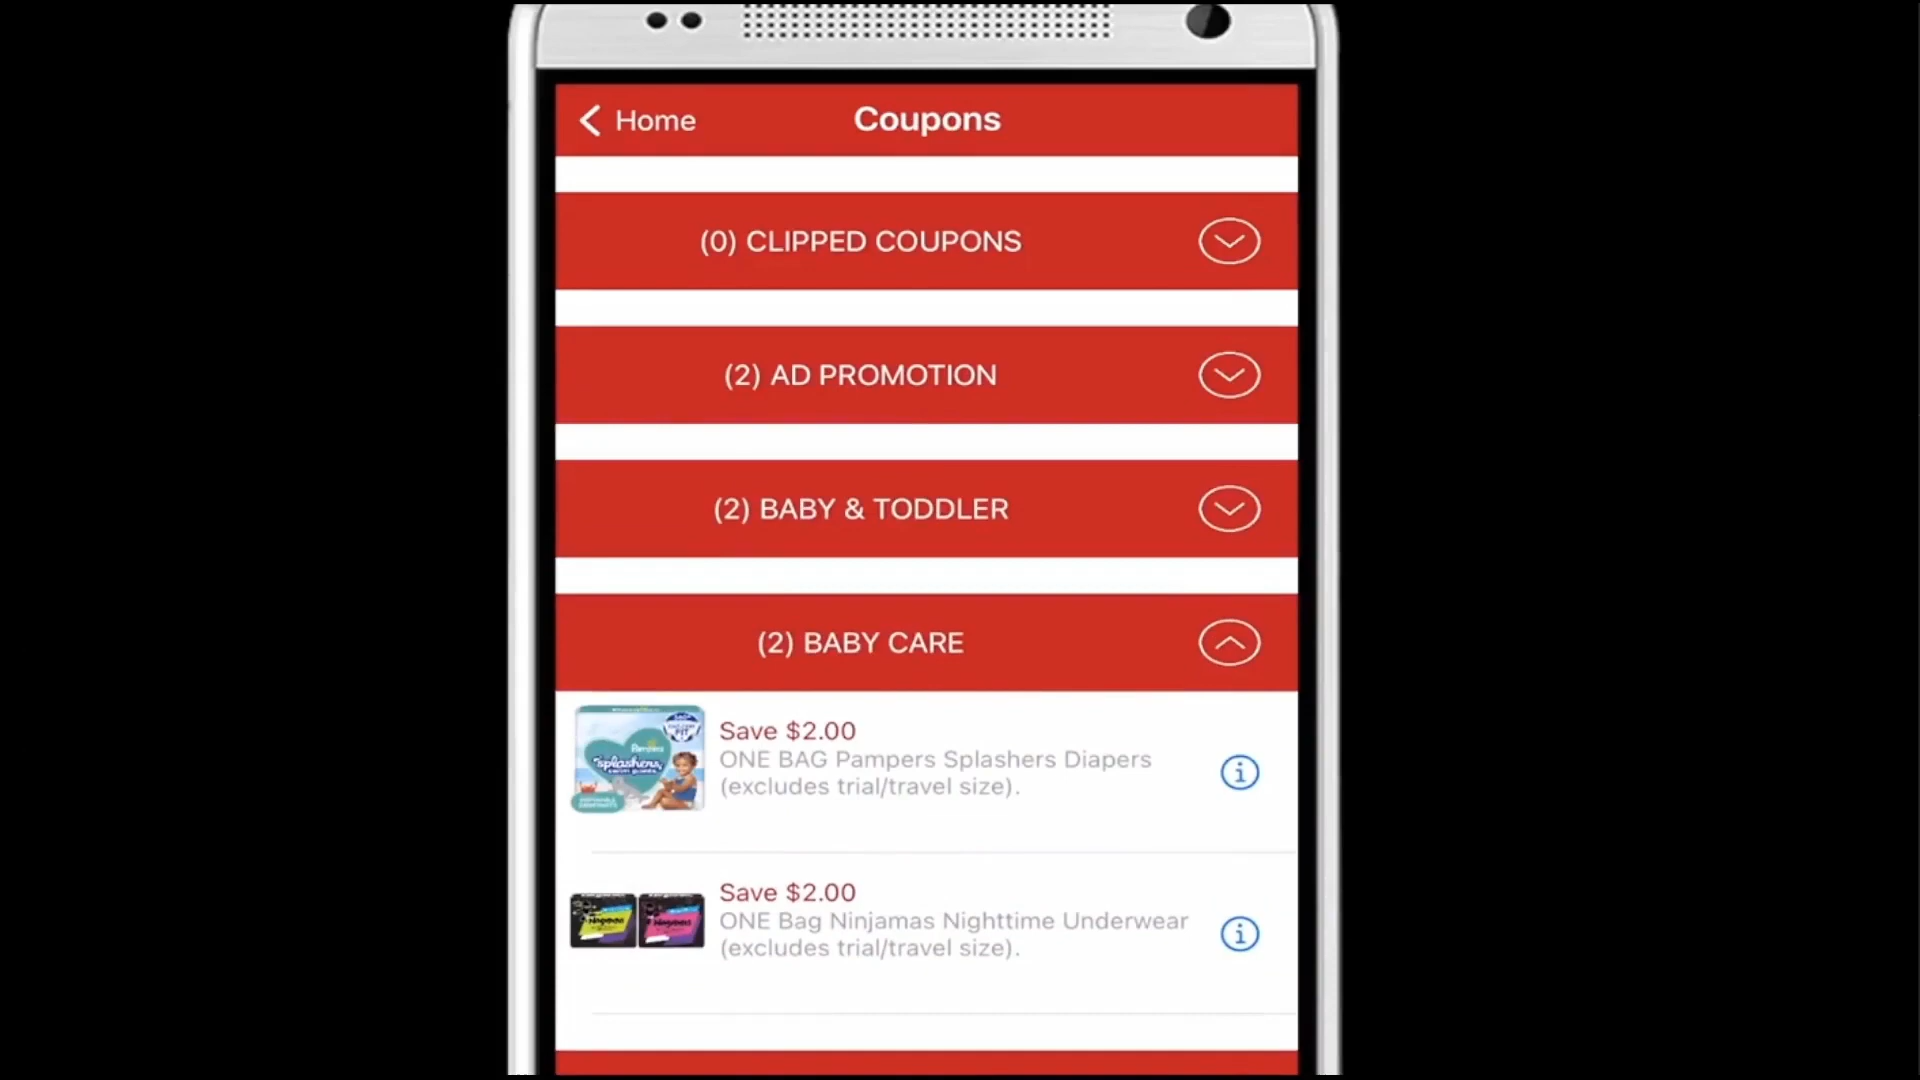 Home
Coupons
(0) CLIPPED COUPONS
(2) AD PROMOTION
(2) BABY & TODDLER
(2) BABY CARE
Pampers
splashers
Save $2.00
ONE BAG Pampers Splashers Diapers
(excludes trial/travel size).
Save $2.00
ONE Bag Ninjamas Nighttime Underwear
(excludes trial/travel size).